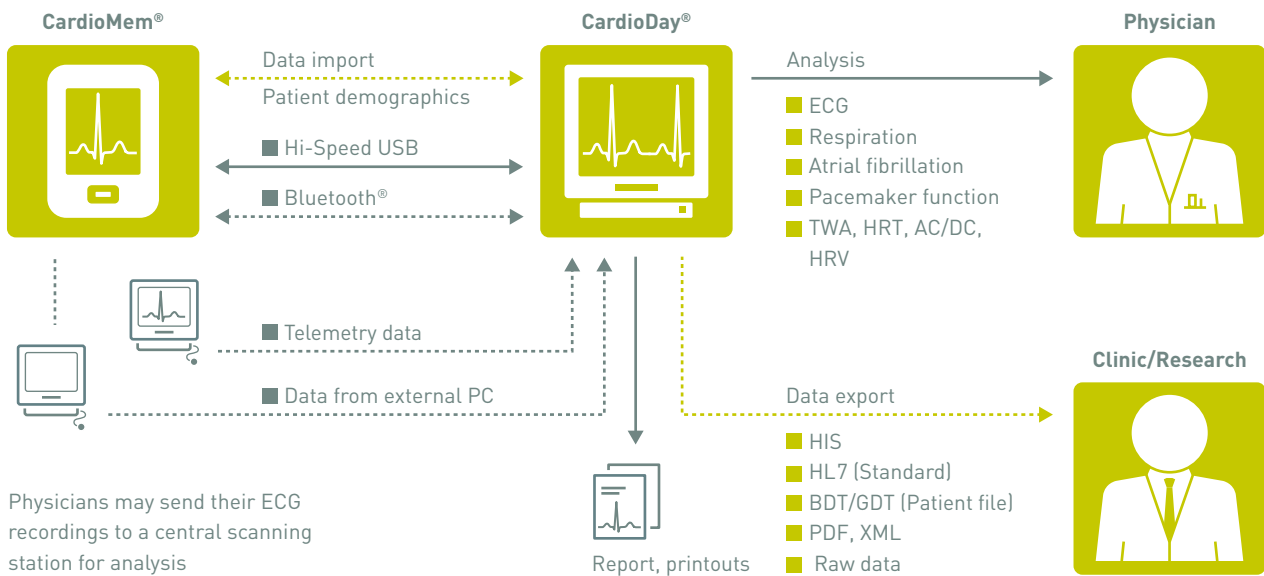 CardioMem®
CardioDay®
Physician
Data import
Patient demographics
Hi-Speed USB
Bluetooth®
Analysis
ECG
Respiration
Atrial fibrillation
Pacemaker function
TWA, HRT, AC/DC,
HRV
Telemetry data
Data from external PC
Clinic/Research
Data export
HIS
HL7 (Standard)
BDT/GDT (Patient file)
PDF, XML
Raw data
Physicians may send their ECG
recordings to a central scanning
station for analysis
Report, printouts